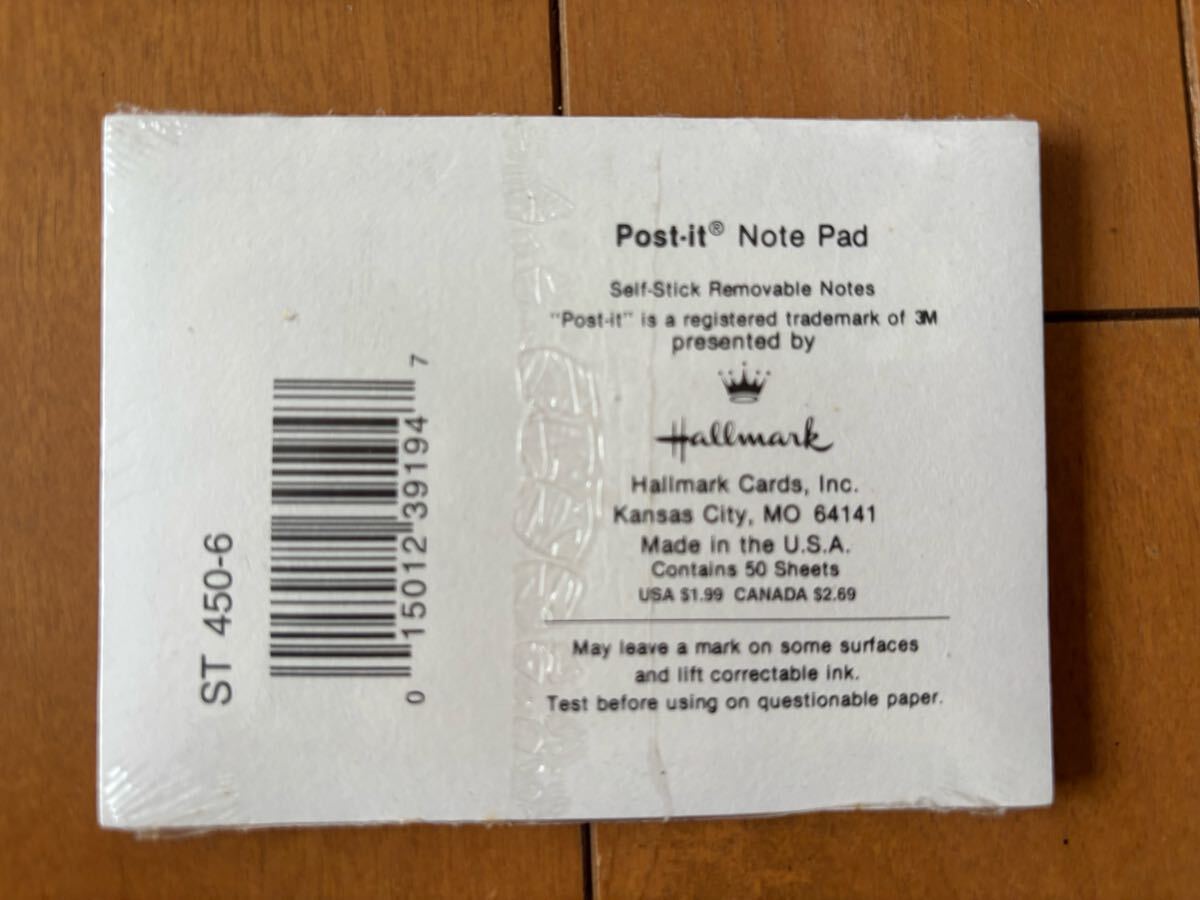 Post-it® Note Pad
Self-Stick Removable Notes
"Post-it" is a registered trademark of 3M
presented by
Hallmark
Hallmark Cards, Inc.
Kansas City, MO 64141
Made in the U.S.A.
Contains 50 Sheets
USA $1.99 CANADA $2.69
May leave a mark on some surfaces
and lift correctable ink.
Test before using on questionable paper.
ST 450-6
0 15012 39194 7